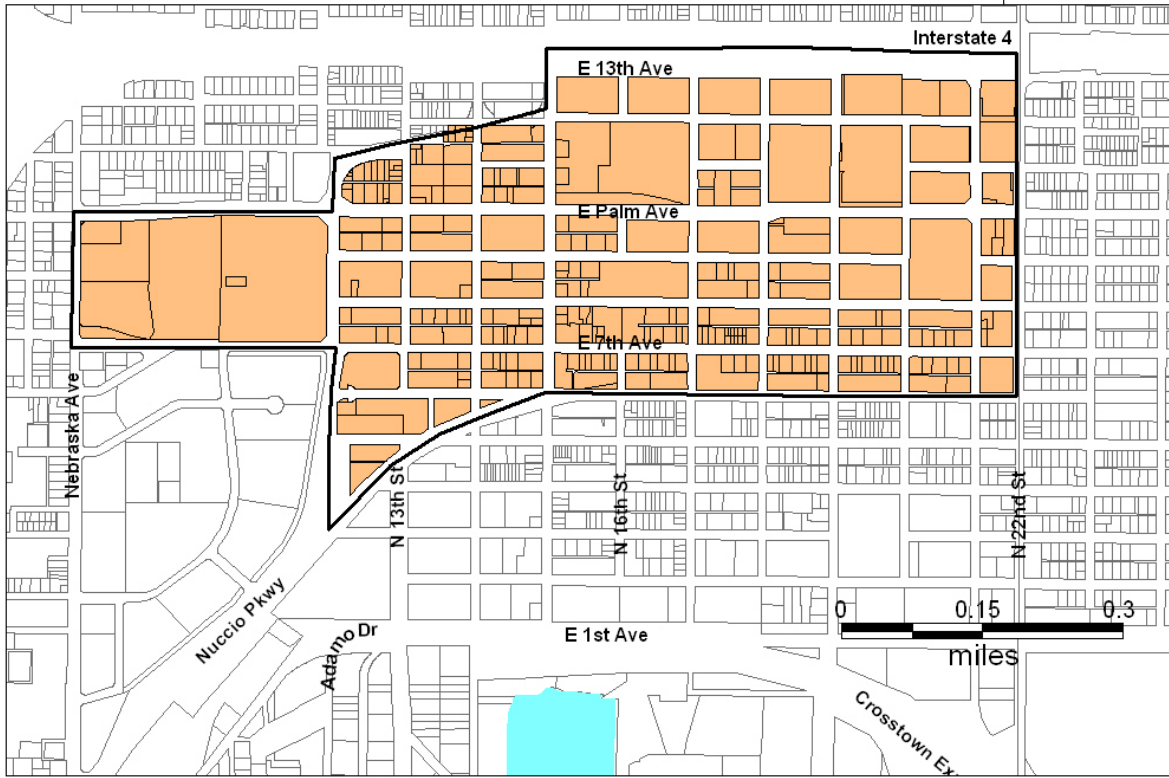 Interstate 4
E 13th Ave
E Palm Ave
E 7th Ave
Nebraska Ave
N 13th St
N 16th St
N 22nd St
Nuccio Pkwy
Adamo Dr
E 1st Ave
0 0.15 0.3
miles
Crosstown Ex